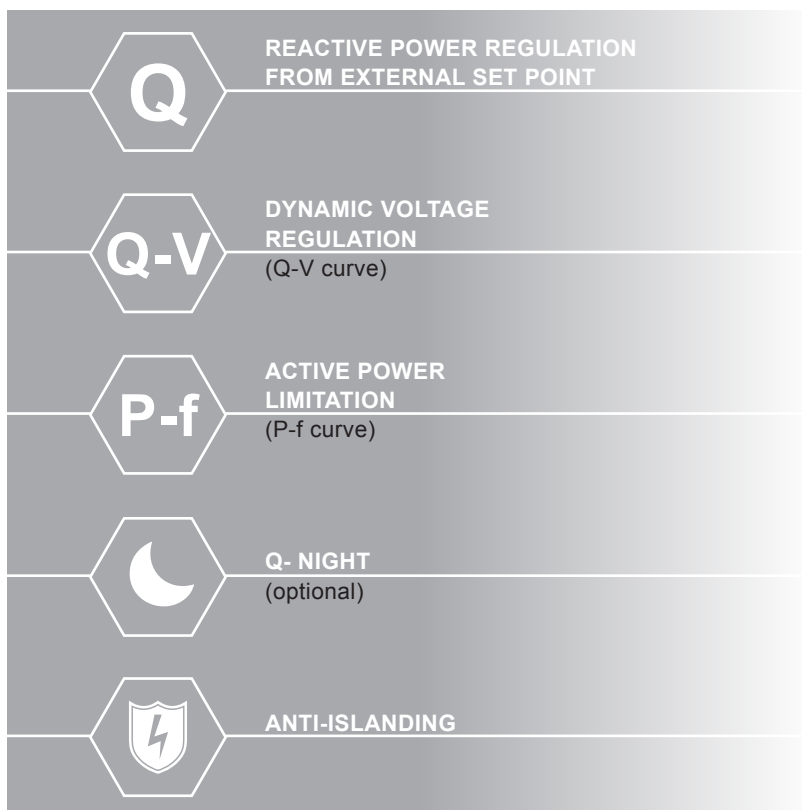 Q
REACTIVE POWER REGULATION
FROM EXTERNAL SET POINT
Q-V
DYNAMIC VOLTAGE
REGULATION
(Q-V curve)
P-f
ACTIVE POWER
LIMITATION
(P-f curve)
Q- NIGHT
(optional)
ANTI-ISLANDING